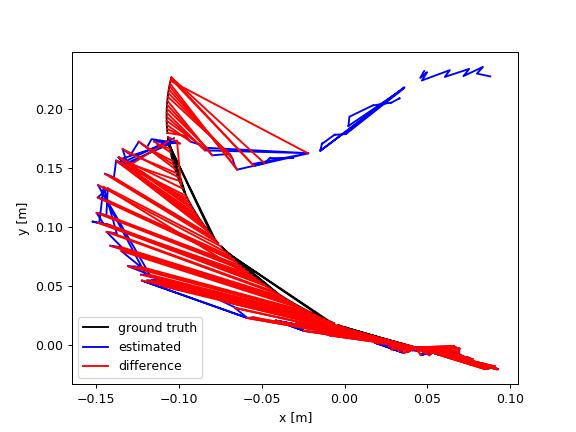 0.20
0.15
0.10
0.05
0.00
y [m]
ground truth
estimated
difference
−0.15
−0.10
−0.05
0.00
0.05
0.10
x [m]